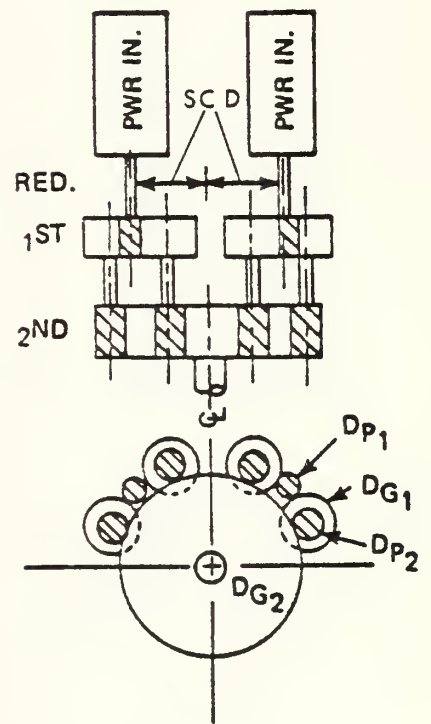 PWR IN.
PWR IN.
SC D
RED.
1ST
2ND
DP1
DG1
DP2
DG2